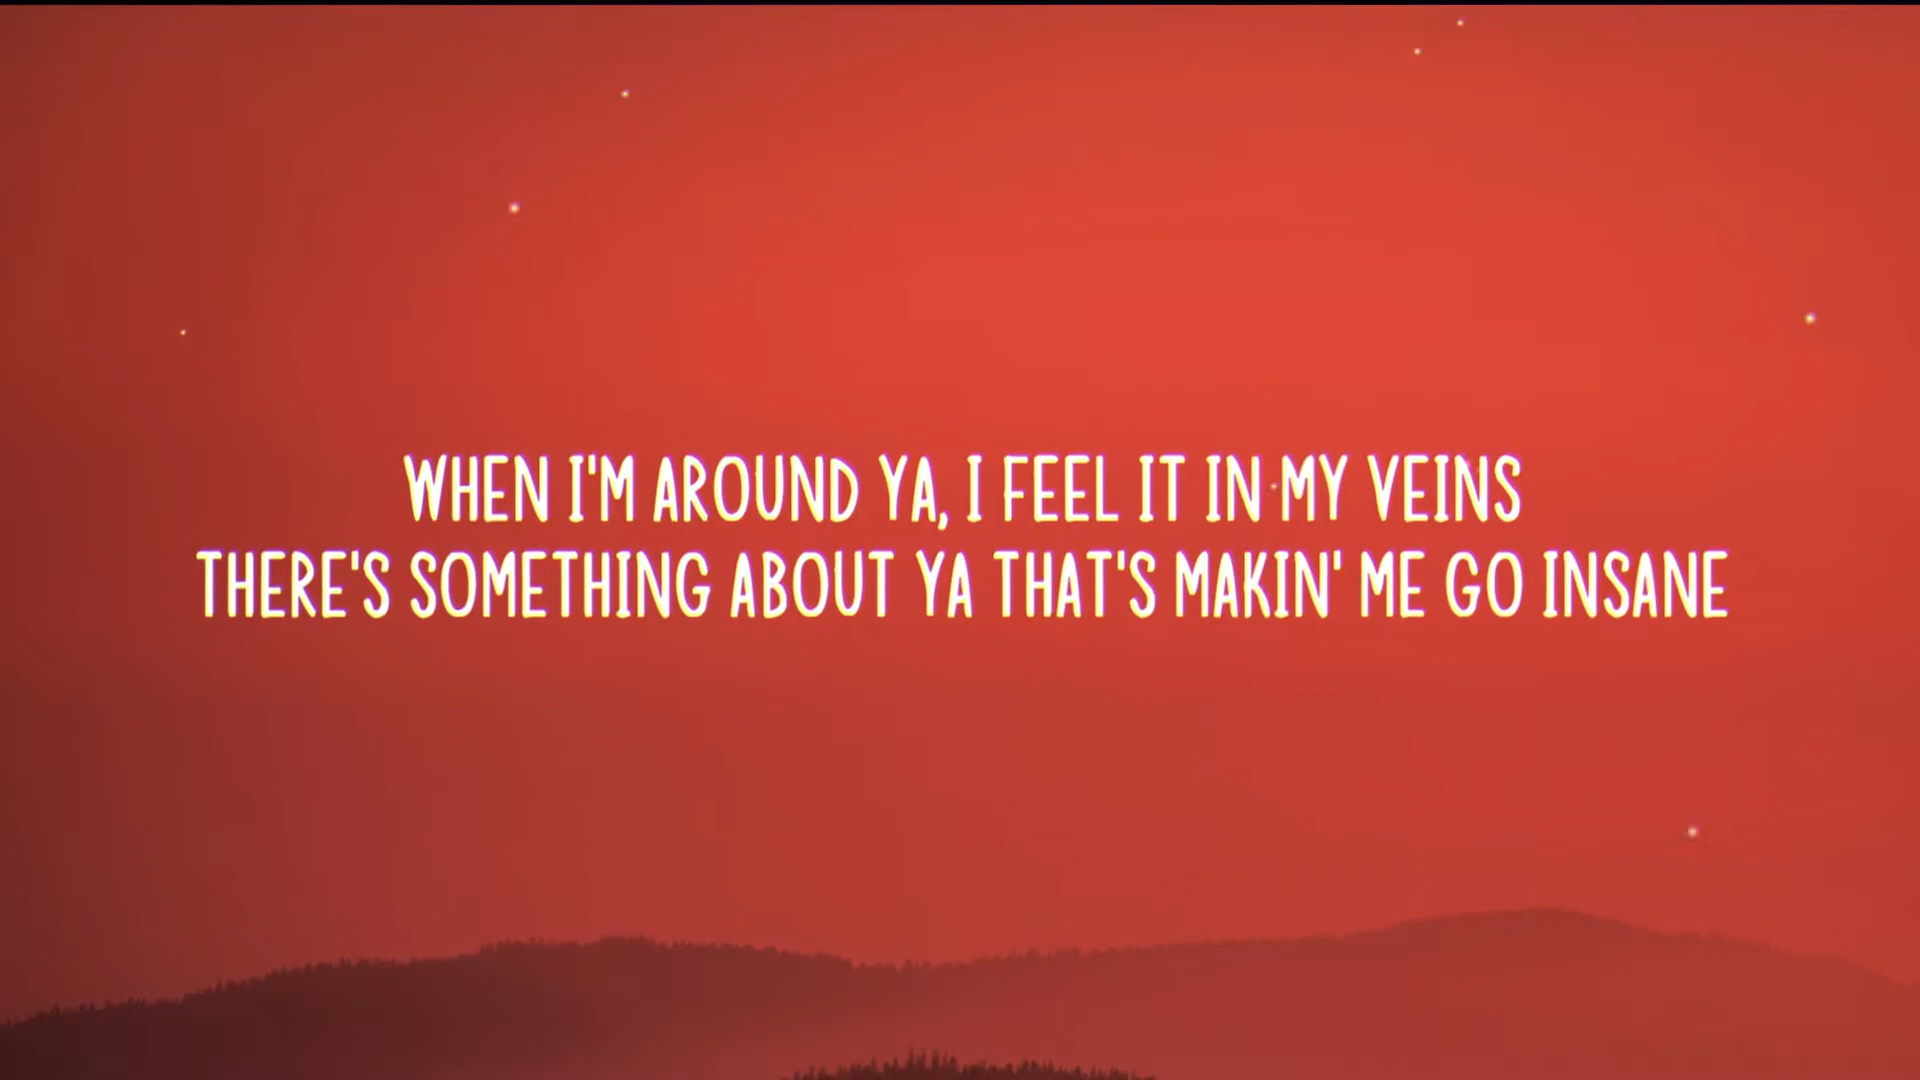 WHEN I'M AROUND YA, I FEEL IT IN MY VEINS
THERE'S SOMETHING ABOUT YA THAT'S MAKIN' ME GO INSANE